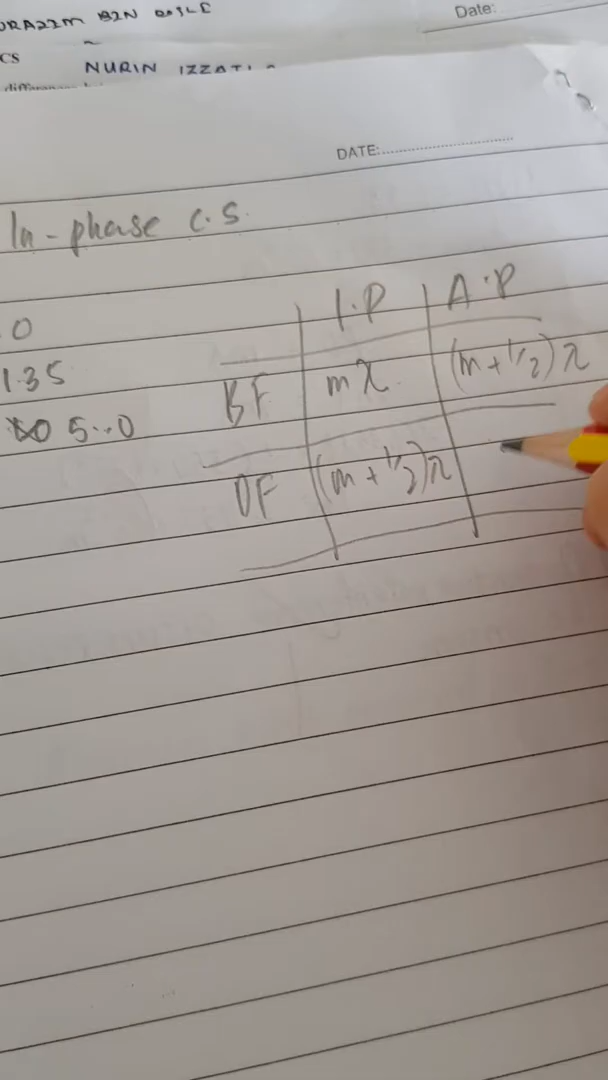 BIN
Date:
CS
NURIN IZZATI
DATE:
In-phase c.s.
0
1.35
5..0
I.P A.P
BF mλ (m+1/2)λ
DF (m+1/2)λ